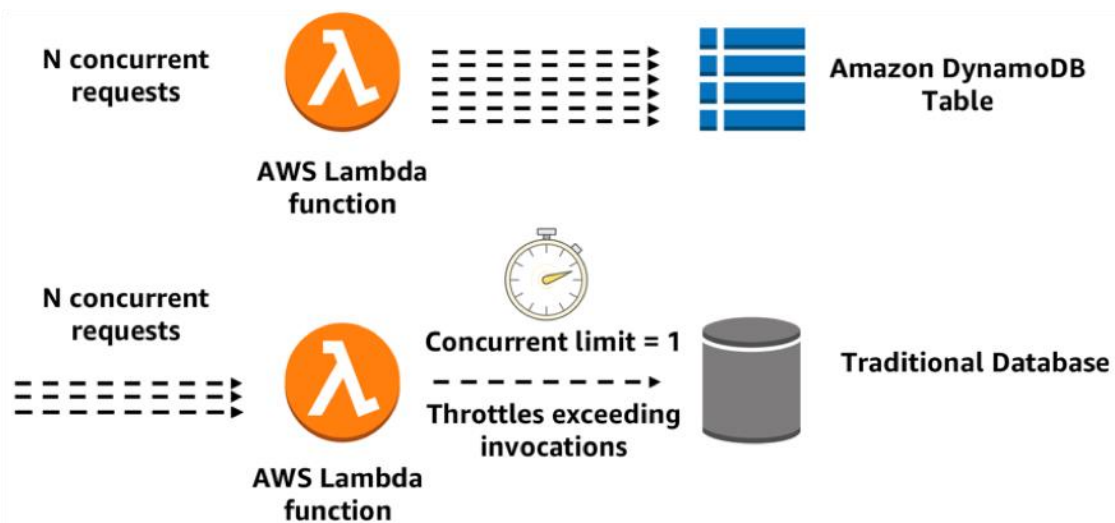 N concurrent
requests
AWS Lambda
function
Amazon DynamoDB
Table
N concurrent
requests
AWS Lambda
function
Concurrent limit = 1
Throttles exceeding
invocations
Traditional Database